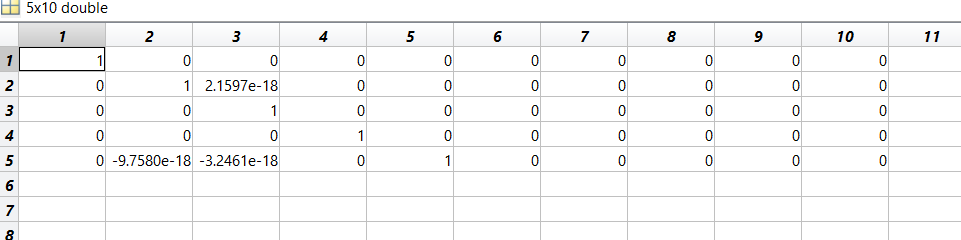 5x10 double
1 2 3 4 5 6 7 8 9 10 11
1 1 0 0 0 0 0 0 0 0 0
2 0 1 2.1597e-18 0 0 0 0 0 0 0
3 0 0 1 0 0 0 0 0 0 0
4 0 0 0 1 0 0 0 0 0 0
5 0 -9.7580e-18 -3.2461e-18 0 1 0 0 0 0 0
6
7
8